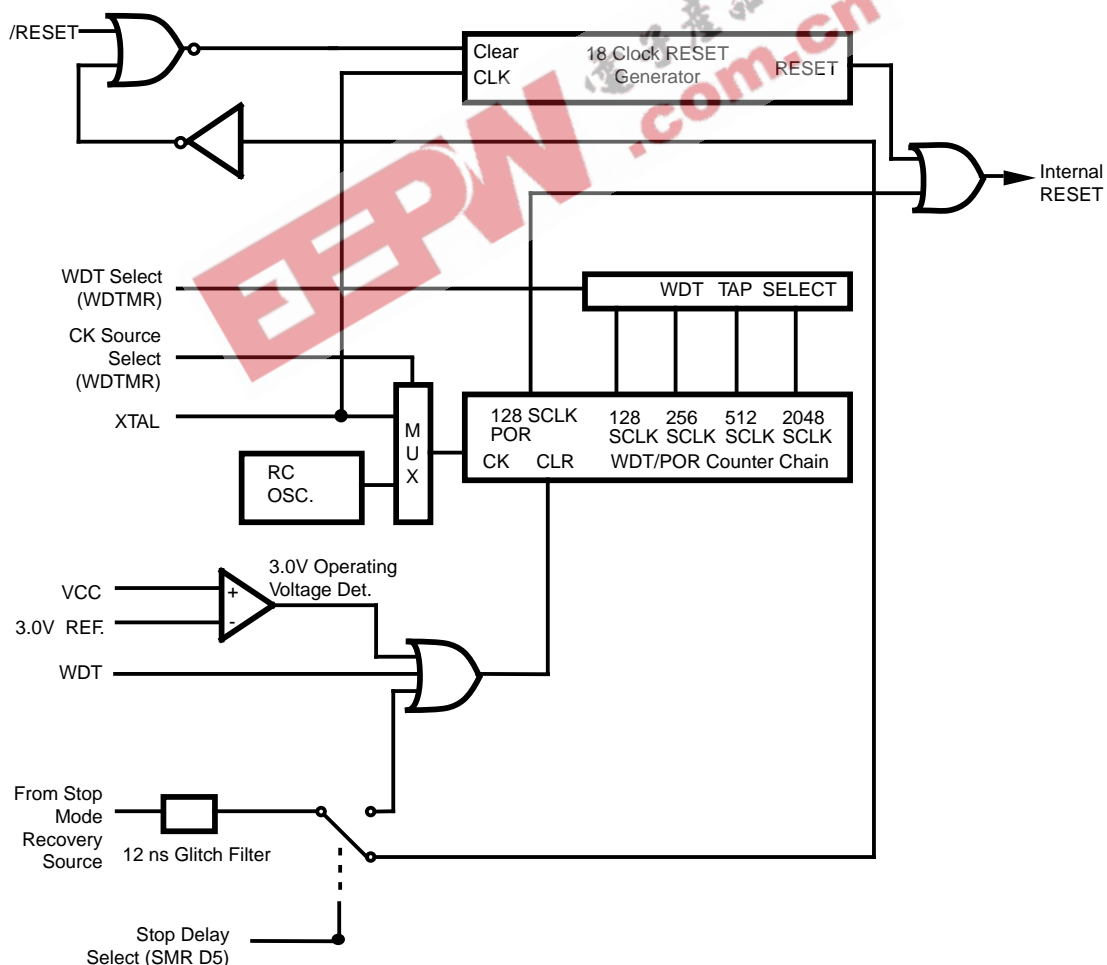 /RESET
Clear
CLK
18 Clock RESET
Generator
RESET
Internal
RESET
WDT Select
(WDTMR)
WDT TAP SELECT
CK Source
Select
(WDTMR)
XTAL
M
U
X
RC
OSC.
128 SCLK
POR
128
SCLK
256
SCLK
512
SCLK
2048
SCLK
CK
CLR
WDT/POR Counter Chain
3.0V Operating
Voltage Det.
VCC
+
3.0V REF.
-
WDT
From Stop
Mode
Recovery
Source
12 ns Glitch Filter
Stop Delay
Select (SMR D5)
EEPW
.com.cn